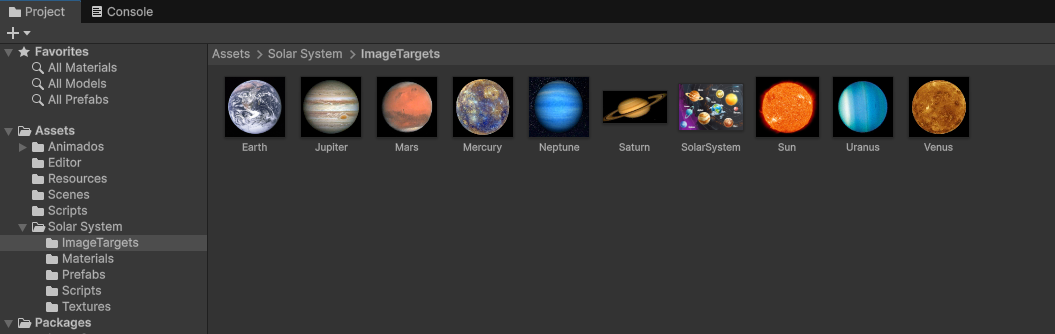 Project
Console
Favorites
All Materials
All Models
All Prefabs
Assets
Animados
Editor
Resources
Scenes
Scripts
Solar System
ImageTargets
Materials
Prefabs
Scripts
Textures
Packages
Assets > Solar System > ImageTargets
Earth
Jupiter
Mars
Mercury
Neptune
Saturn
SolarSystem
Sun
Uranus
Venus